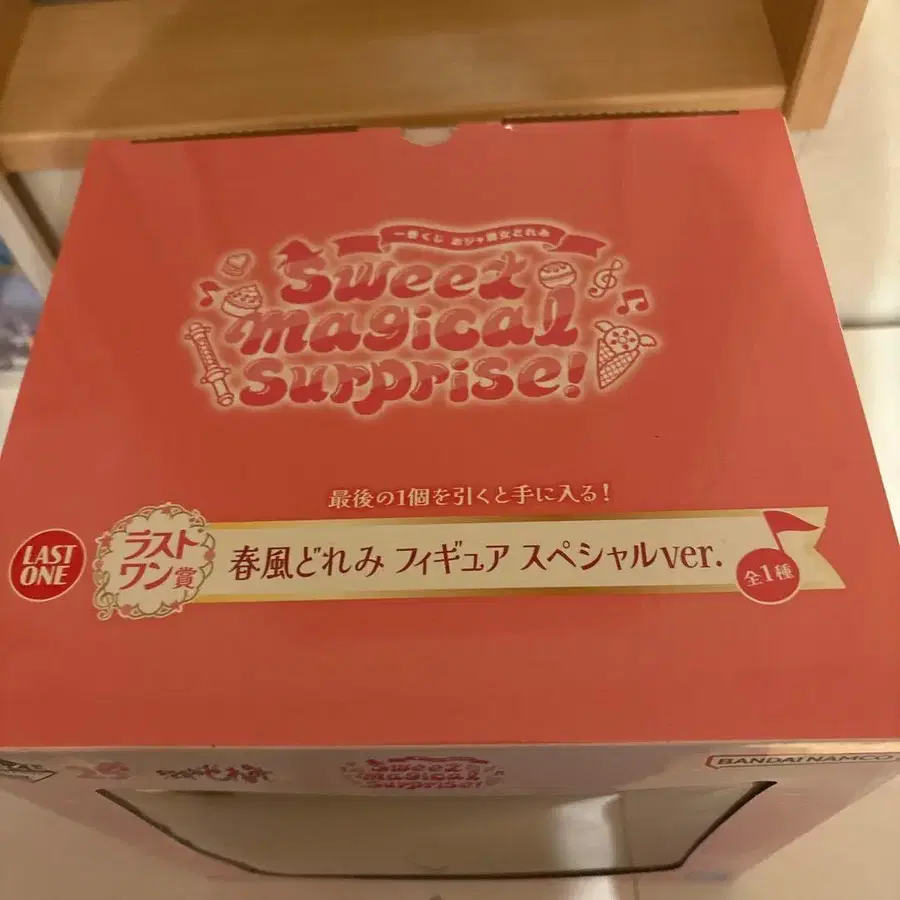 一番くじ おジャ魔女どれみ
Sweet
magical
Surprise!
最後の1個を引くと手に入る!
LAST
ONE
ラスト
ワン賞
春風どれみ フィギュア スペシャルver.
全1種
Sweet
magical
Surprise!
BANDAI NAMCO